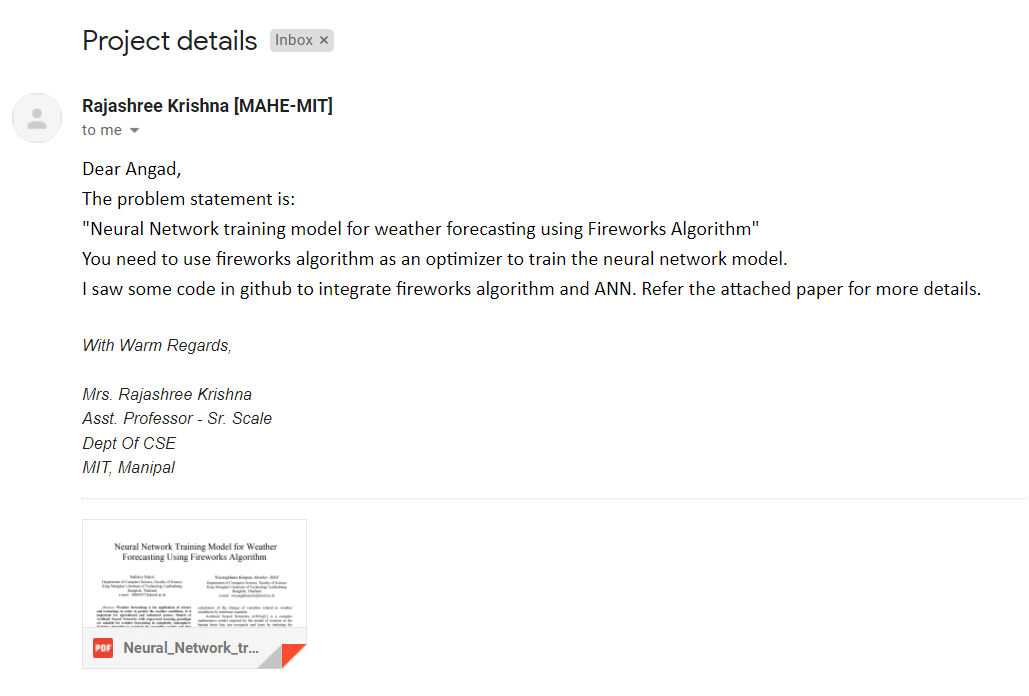 Project details Inbox ×
Rajashree Krishna [MAHE-MIT]
to me
Dear Angad,
The problem statement is:
"Neural Network training model for weather forecasting using Fireworks Algorithm"
You need to use fireworks algorithm as an optimizer to train the neural network model.
I saw some code in github to integrate fireworks algorithm and ANN. Refer the attached paper for more details.
With Warm Regards,
Mrs. Rajashree Krishna
Asst. Professor - Sr. Scale
Dept Of CSE
MIT, Manipal
Neural Network Training Model for Weather
Forecasting Using Fireworks Algorithm
PDF Neural_Network_tr...